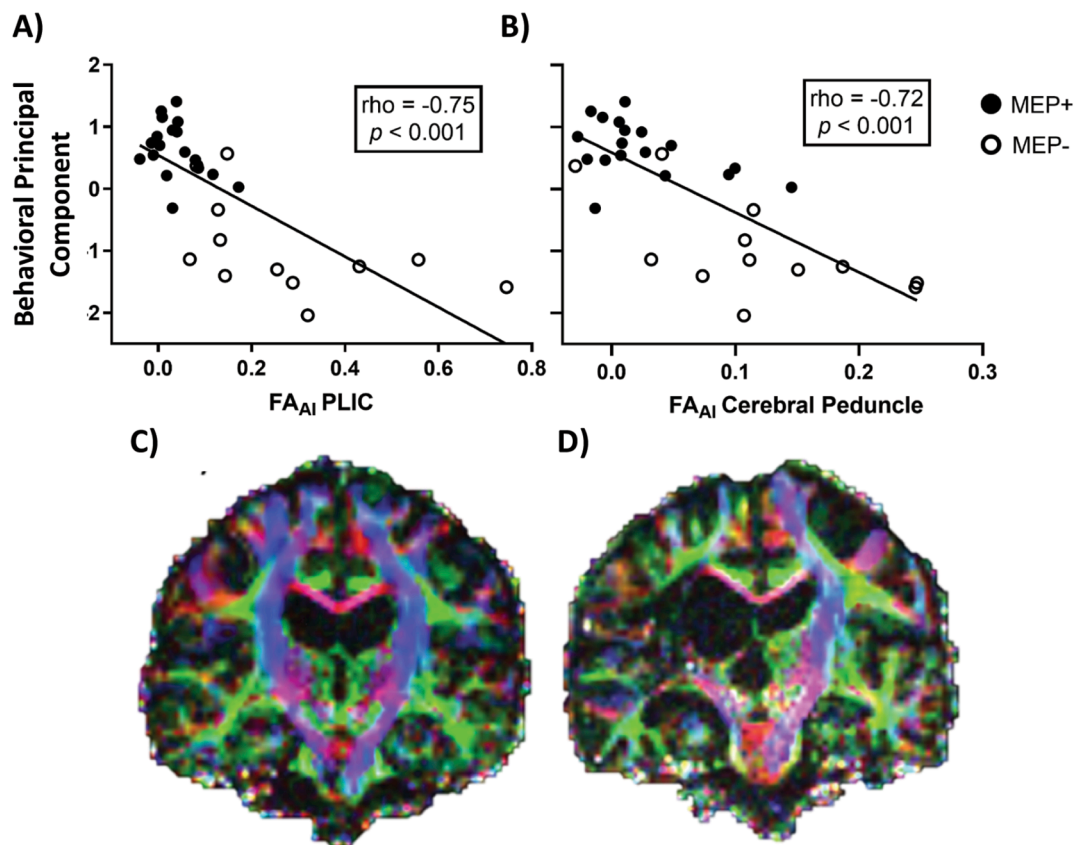 A)
B)
Behavioral Principal
Component
2
1
0
-1
-2
rho = -0.75
p < 0.001
0.0 0.2 0.4 0.6 0.8
FAAI PLIC
rho = -0.72
p < 0.001
0.0 0.1 0.2 0.3
FAAI Cerebral Peduncle
MEP+
MEP-
C)
D)